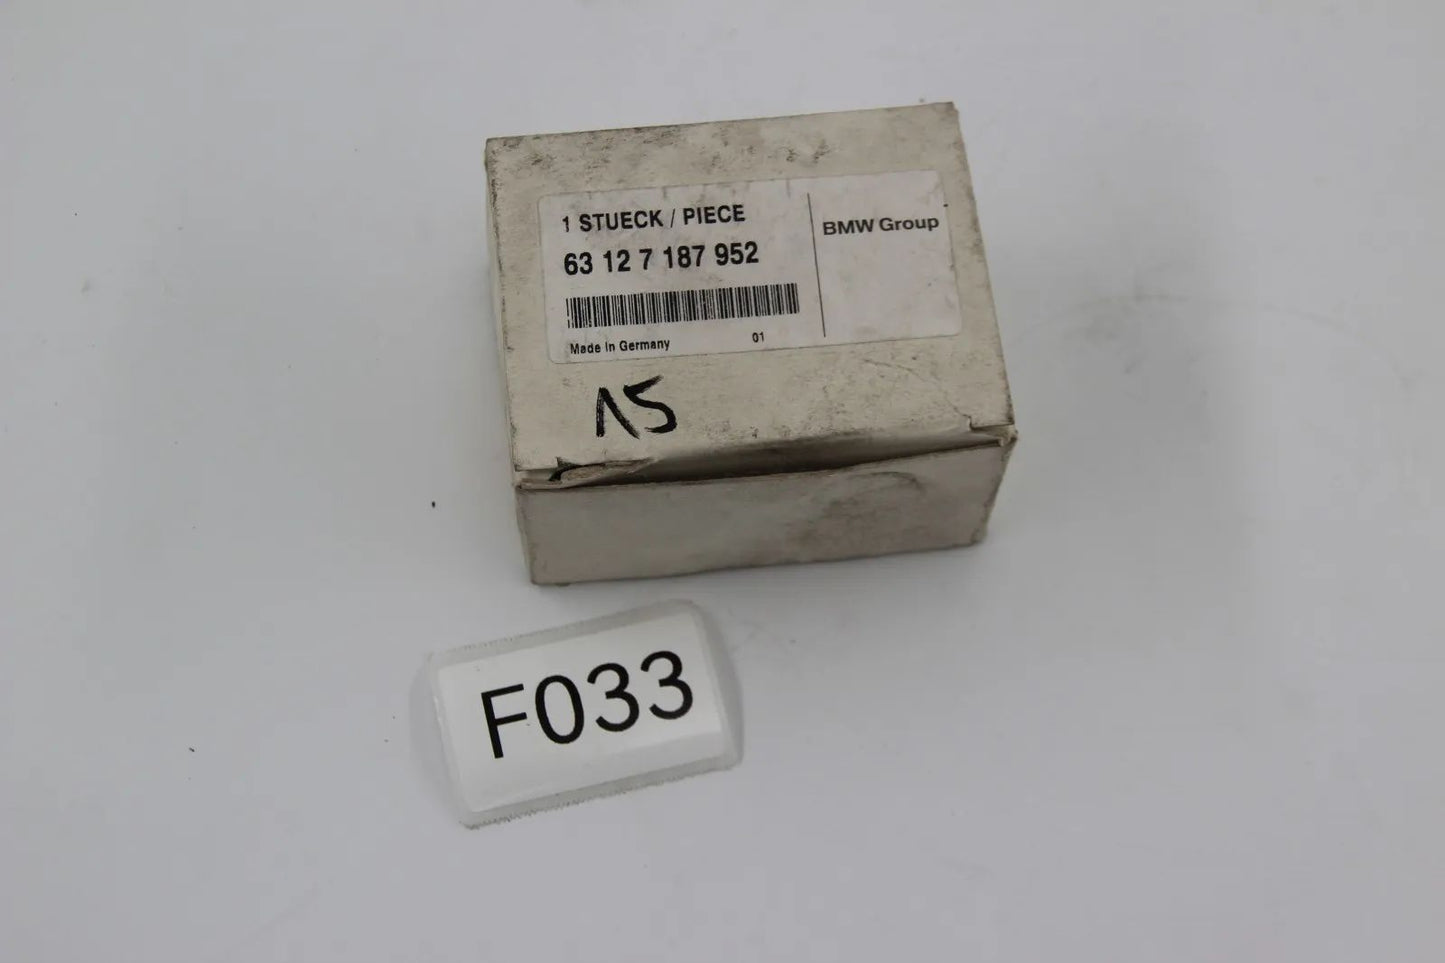 1 STUECK / PIECE
63 12 7 187 952
BMW Group
Made in Germany 01
15
F033